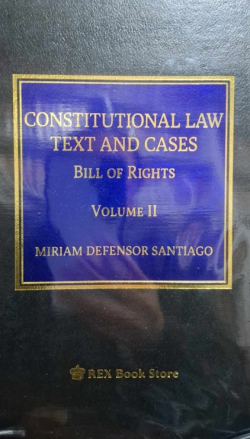 CONSTITUTIONAL LAW
TEXT AND CASES
BILL OF RIGHTS
VOLUME II
MIRIAM DEFENSOR SANTIAGO
REX Book Store